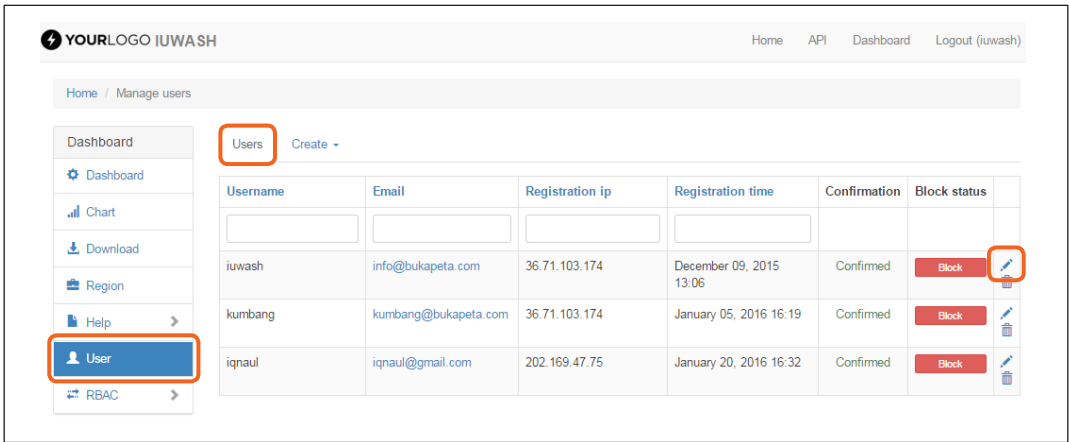 YOURLOGO IUWASH
Home API Dashboard Logout (iuwash)
Home / Manage users
Dashboard
Dashboard
Chart
Download
Region
Help
User
RBAC
Users Create
Username Email Registration ip Registration time Confirmation Block status
iuwash info@bukapeta.com 36.71.103.174 December 09, 2015 Confirmed Block
13:06
kumbang kumbang@bukapeta.com 36.71.103.174 January 05, 2016 16:19 Confirmed Block
iqnaul iqnaul@gmail.com 202.169.47.75 January 20, 2016 16:32 Confirmed Block